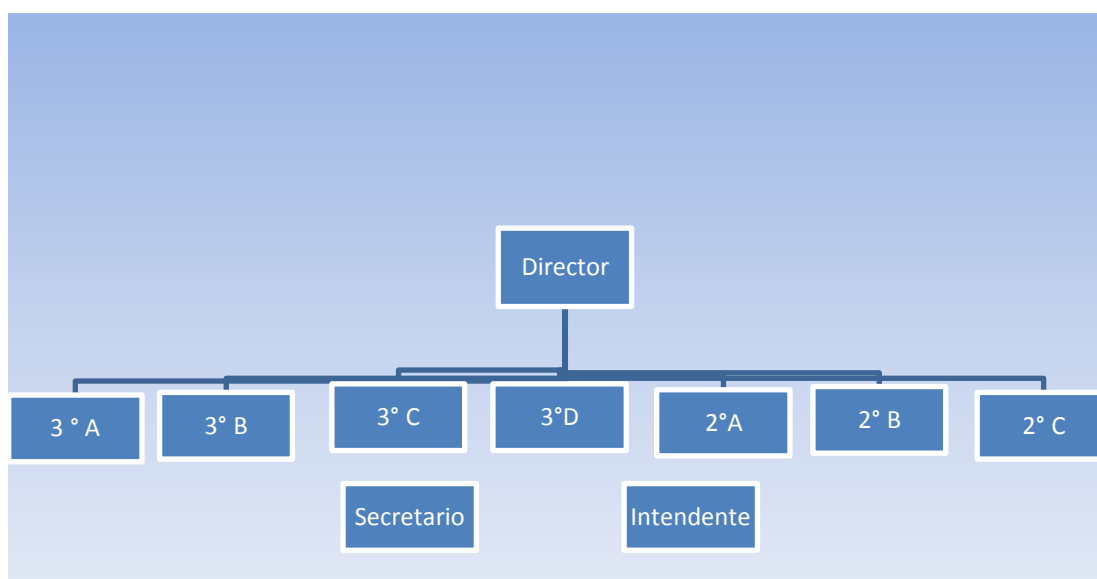 Director
3 ° A
3° B
3° C
3°D
2°A
2° B
2° C
Secretario
Intendente